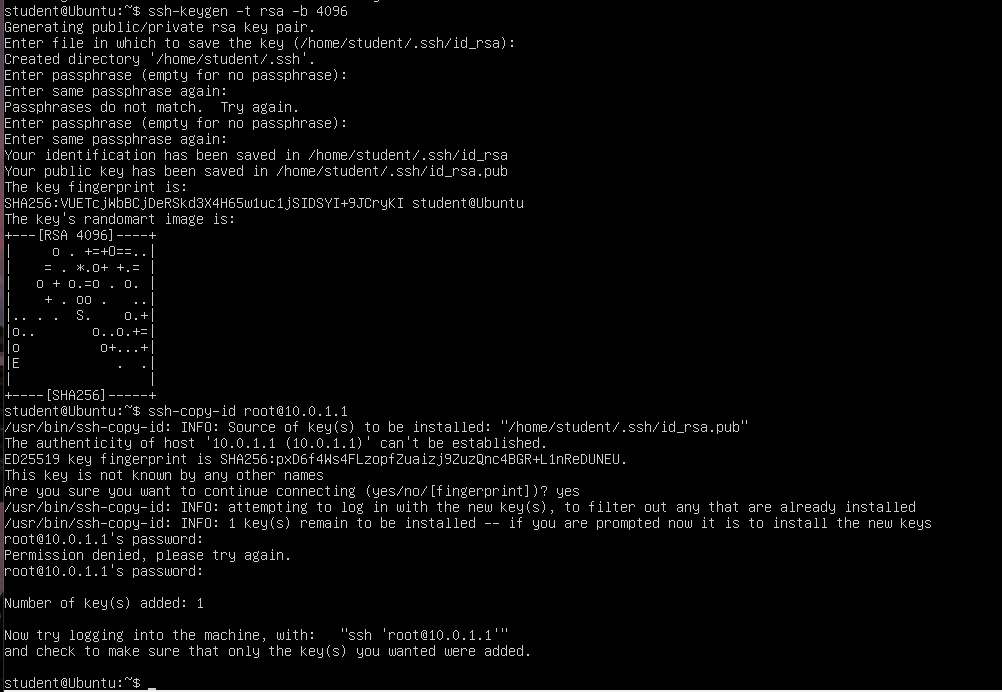 student@Ubuntu:~$ ssh-keygen -t rsa -b 4096
Generating public/private rsa key pair.
Enter file in which to save the key (/home/student/.ssh/id_rsa):
Created directory '/home/student/.ssh'.
Enter passphrase (empty for no passphrase):
Enter same passphrase again:
Passphrases do not match.  Try again.
Enter passphrase (empty for no passphrase):
Enter same passphrase again:
Your identification has been saved in /home/student/.ssh/id_rsa
Your public key has been saved in /home/student/.ssh/id_rsa.pub
The key fingerprint is:
SHA256:VUETcjWbBCjDeRSkd3X4H65w1uc1jSIDSYI+9JCryKI student@Ubuntu
The key's randomart image is:
+---[RSA 4096]----+
|     o . +=+O==..|
|    = . *.o+ +.= |
|   o + o.=o . o. |
|    + . oo .   ..|
|.. . .  S.    o.+|
|o..       o..o.+=|
|o          o+...+|
|E            .  .|
|                 |
+----[SHA256]-----+
student@Ubuntu:~$ ssh-copy-id root@10.0.1.1
/usr/bin/ssh-copy-id: INFO: Source of key(s) to be installed: "/home/student/.ssh/id_rsa.pub"
The authenticity of host '10.0.1.1 (10.0.1.1)' can't be established.
ED25519 key fingerprint is SHA256:pxD6f4Ws4FLzopfZuaizj9ZuzQnc4BGR+L1nReDUNEU.
This key is not known by any other names
Are you sure you want to continue connecting (yes/no/[fingerprint])? yes
/usr/bin/ssh-copy-id: INFO: attempting to log in with the new key(s), to filter out any that are already installed
/usr/bin/ssh-copy-id: INFO: 1 key(s) remain to be installed -- if you are prompted now it is to install the new keys
root@10.0.1.1's password:
Permission denied, please try again.
root@10.0.1.1's password:

Number of key(s) added: 1

Now try logging into the machine, with:   "ssh 'root@10.0.1.1'"
and check to make sure that only the key(s) you wanted were added.

student@Ubuntu:~$ _